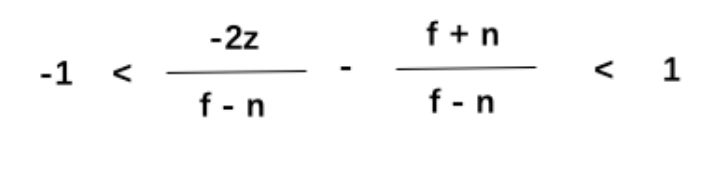 -1 < -2z / f - n - f + n / f - n < 1